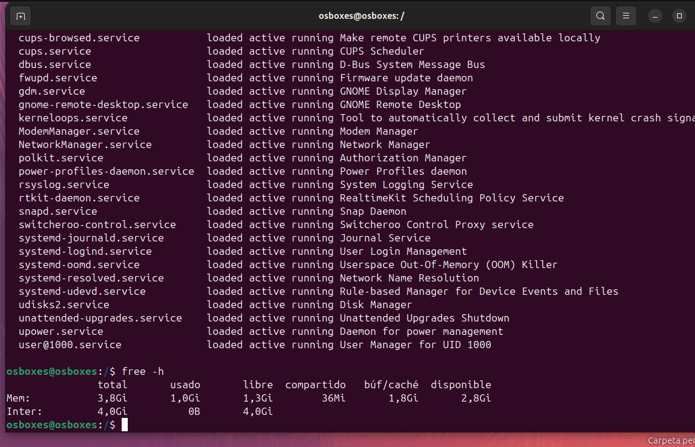 osboxes@osboxes: /
cups-browsed.service loaded active running Make remote CUPS printers available locally
cups.service loaded active running CUPS Scheduler
dbus.service loaded active running D-Bus System Message Bus
fwupd.service loaded active running Firmware update daemon
gdm.service loaded active running GNOME Display Manager
gnome-remote-desktop.service loaded active running GNOME Remote Desktop
kerneloops.service loaded active running Tool to automatically collect and submit kernel crash signa
ModemManager.service loaded active running Modem Manager
NetworkManager.service loaded active running Network Manager
polkit.service loaded active running Authorization Manager
power-profiles-daemon.service loaded active running Power Profiles daemon
rsyslog.service loaded active running System Logging Service
rtkit-daemon.service loaded active running RealtimeKit Scheduling Policy Service
snapd.service loaded active running Snap Daemon
switcheroo-control.service loaded active running Switcheroo Control Proxy service
systemd-journald.service loaded active running Journal Service
systemd-logind.service loaded active running User Login Management
systemd-oomd.service loaded active running Userspace Out-Of-Memory (OOM) Killer
systemd-resolved.service loaded active running Network Name Resolution
systemd-udevd.service loaded active running Rule-based Manager for Device Events and Files
udisks2.service loaded active running Disk Manager
unattended-upgrades.service loaded active running Unattended Upgrades Shutdown
upower.service loaded active running Daemon for power management
user@1000.service loaded active running User Manager for UID 1000
osboxes@osboxes:/$ free -h
total usado libre compartido búf/caché disponible
Mem: 3,8Gi 1,0Gi 1,3Gi 36Mi 1,8Gi 2,8Gi
Inter: 4,0Gi 0B 4,0Gi
osboxes@osboxes:/$
Carpeta per